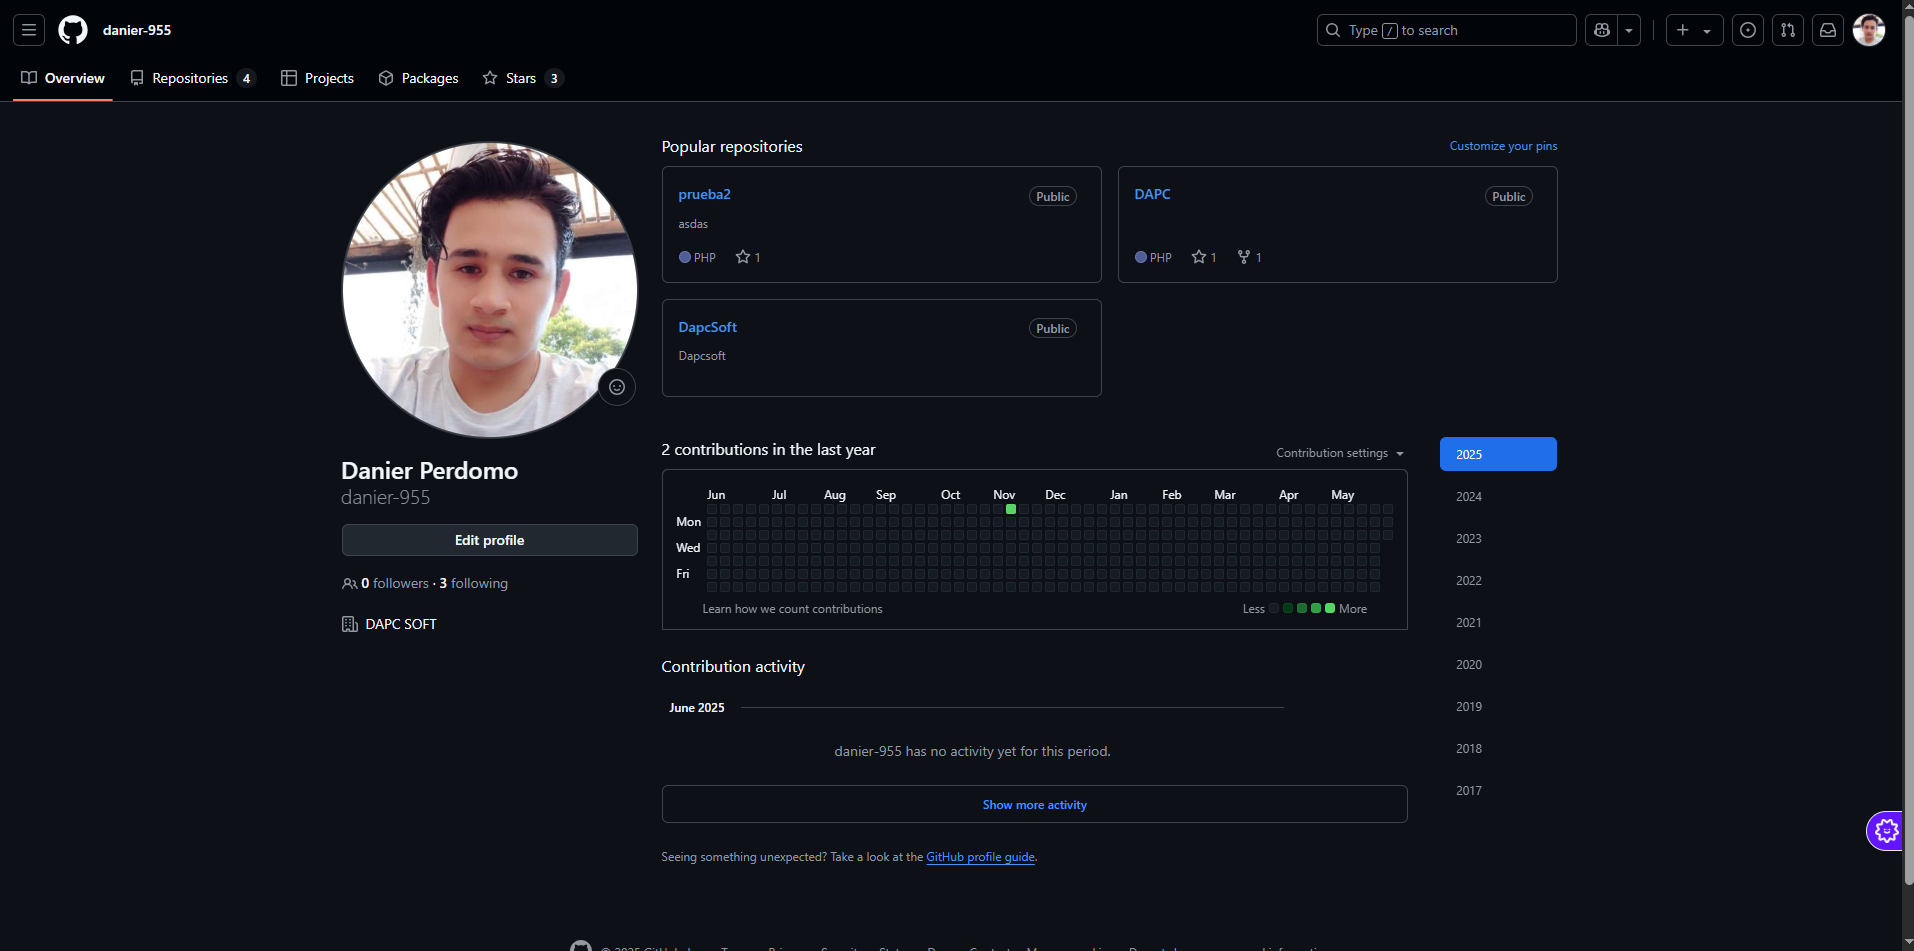 danier-955
Type / to search
Overview
Repositories 4
Projects
Packages
Stars 3
Popular repositories
Customize your pins
prueba2
Public
asdas
PHP
1
DAPC
Public
PHP
1
1
DapcSoft
Public
Dapcsoft
Danier Perdomo
danier-955
Edit profile
0 followers · 3 following
DAPC SOFT
2 contributions in the last year
Contribution settings
Jun Jul Aug Sep Oct Nov Dec Jan Feb Mar Apr May
Mon
Wed
Fri
Learn how we count contributions
Less
More
2025
2024
2023
2022
2021
2020
2019
2018
2017
Contribution activity
June 2025
danier-955 has no activity yet for this period.
Show more activity
Seeing something unexpected? Take a look at the GitHub profile guide.